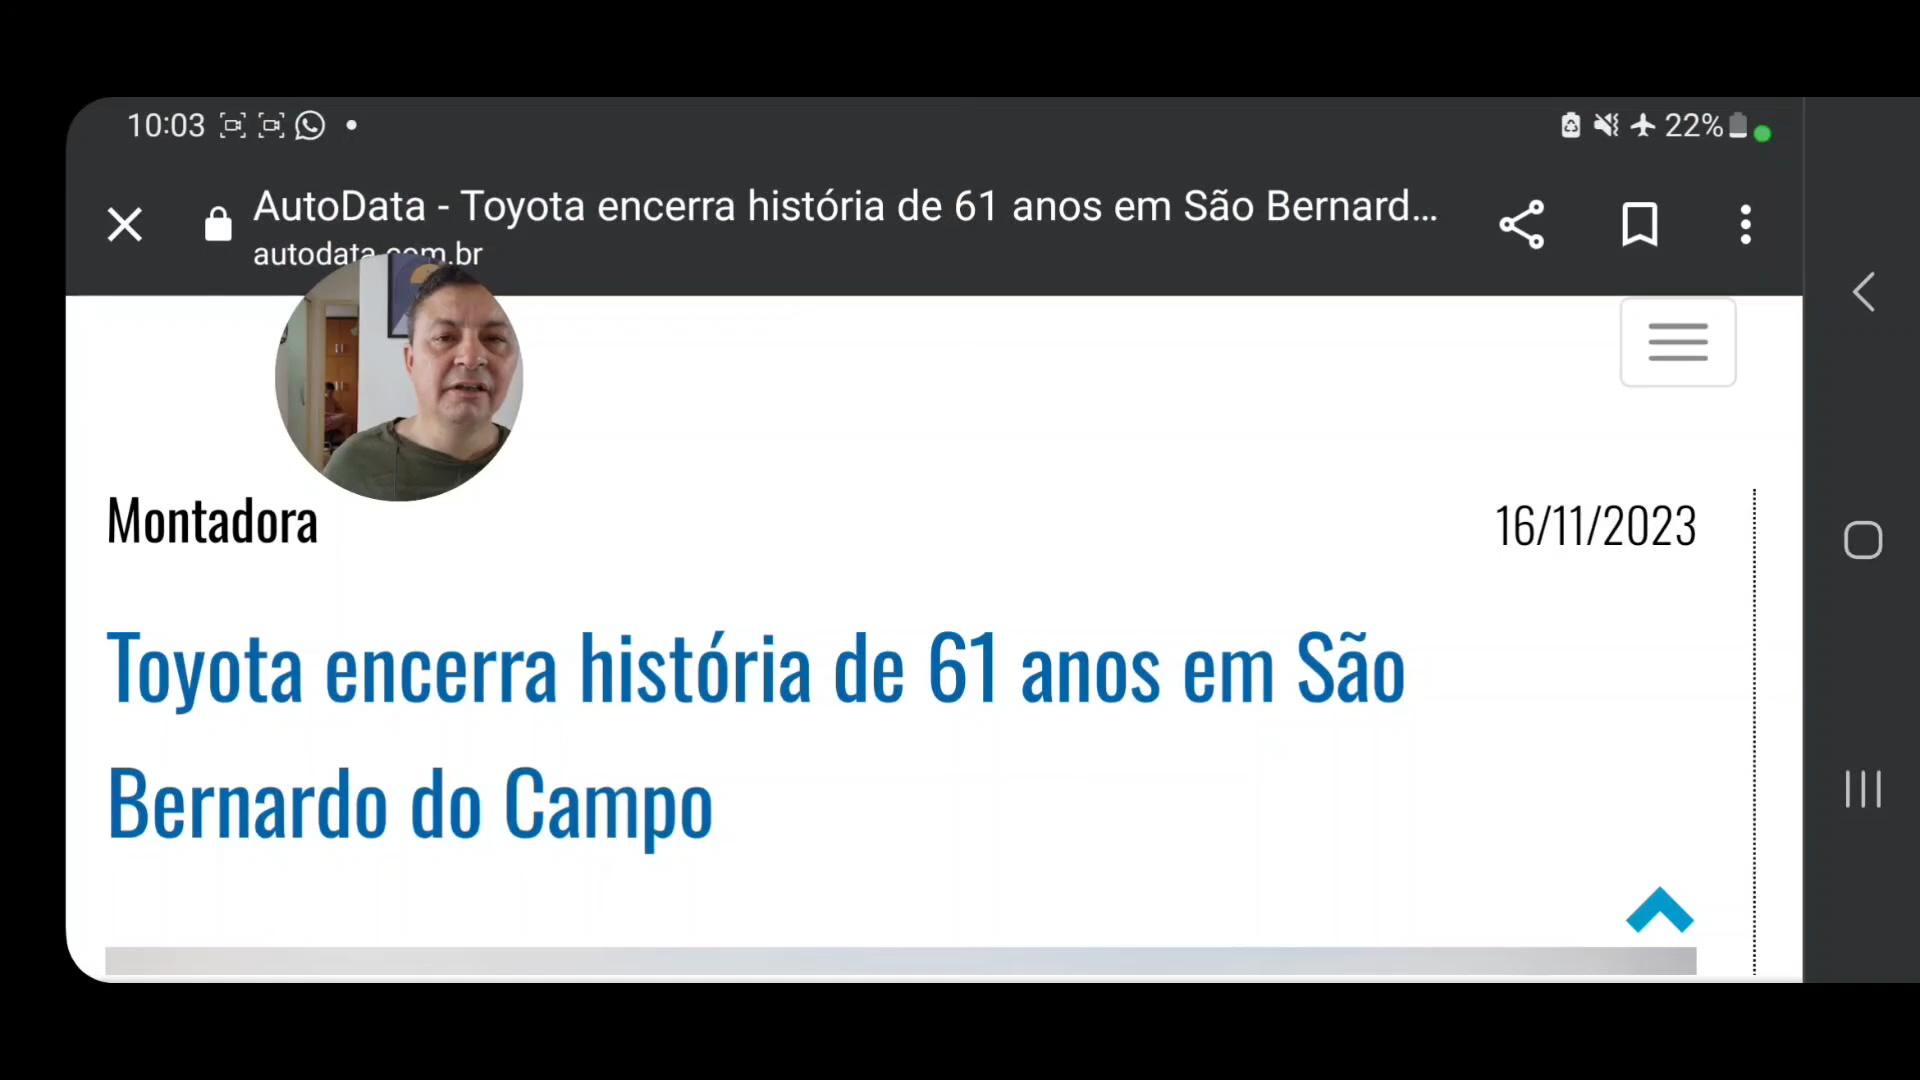 10:03
22%
AutoData - Toyota encerra história de 61 anos em São Bernard...
autodata.com.br
Montadora
16/11/2023
Toyota encerra história de 61 anos em São
Bernardo do Campo